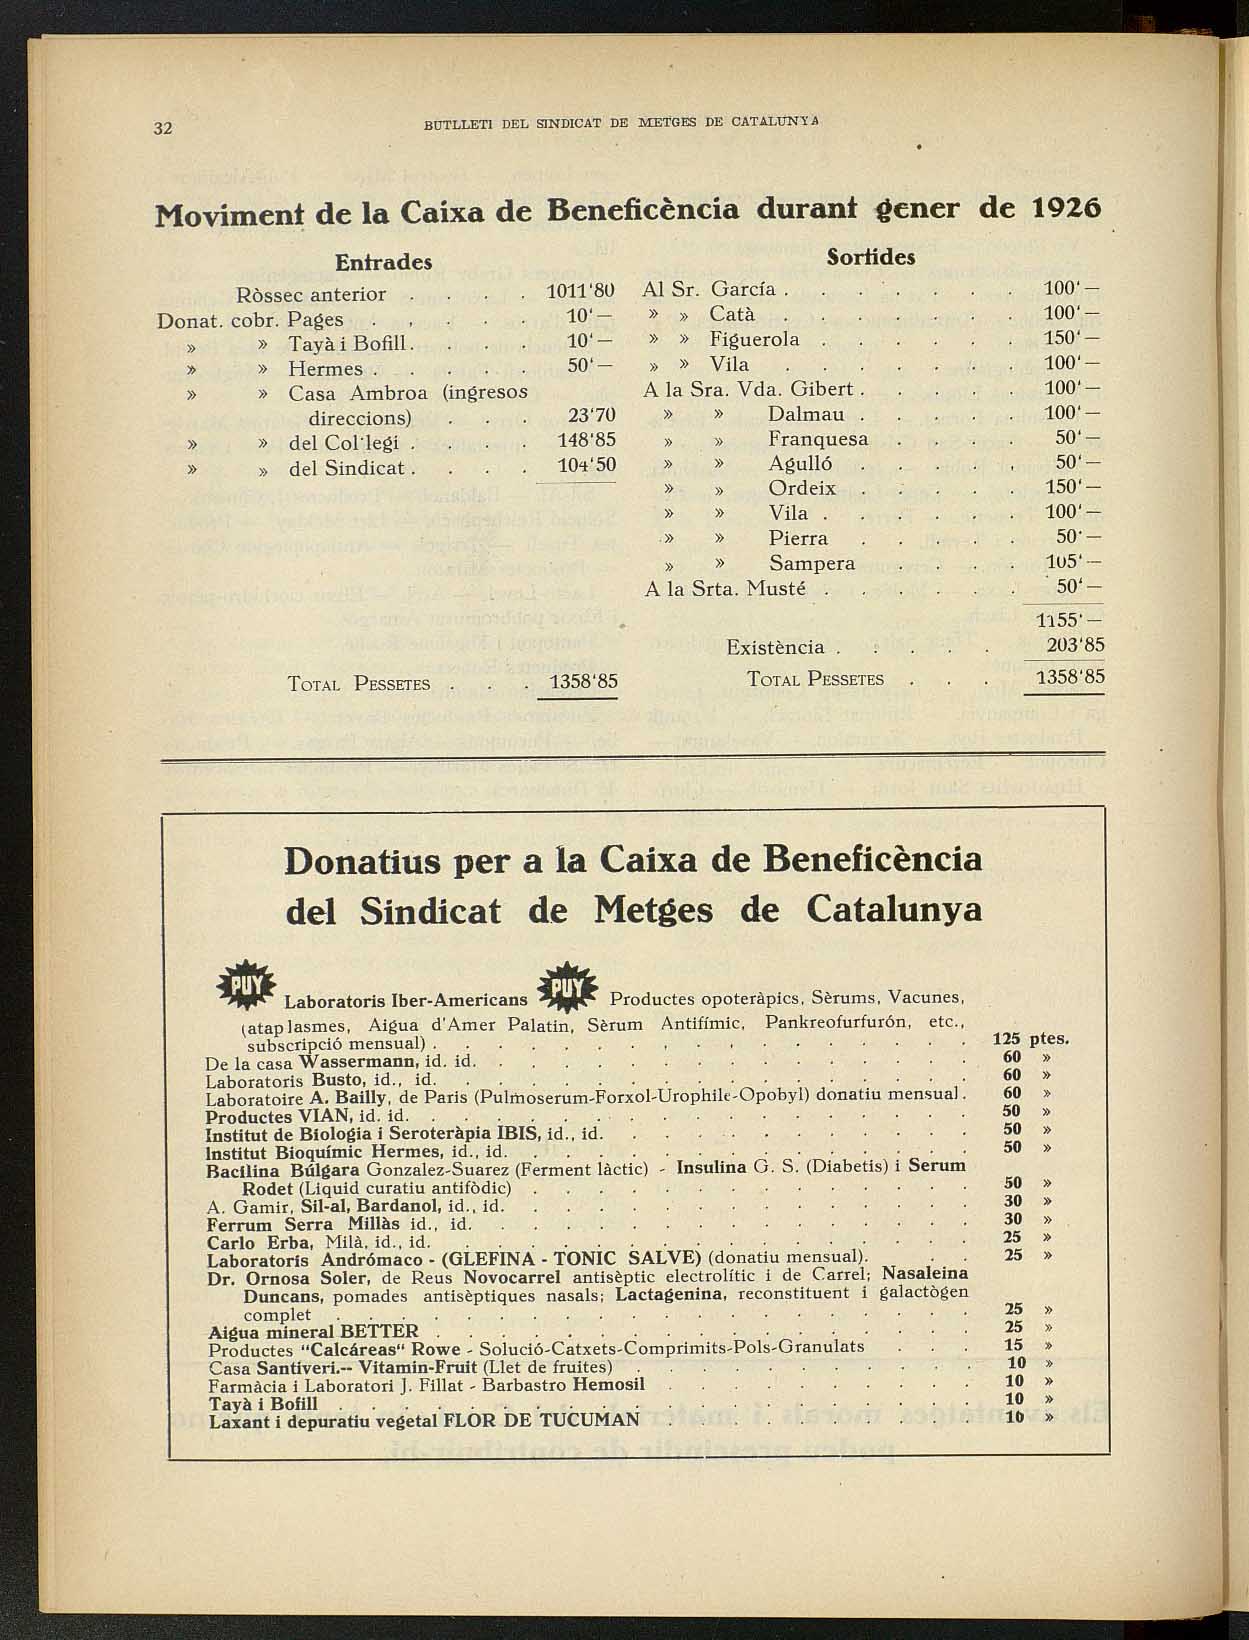 32 BUTLLETI DEL SINDICAT DE METGES DE CATALUNYA
Moviment de la Caixa de Beneficència durant gener de 1926
Entrades
Ròssec anterior . . . . 1011'80
Donat. cobr. Pages . . . . 10'—
» » Tayà i Bofill . . . 10'—
» » Hermes . . . . 50'—
» » Casa Ambroa (ingresos
direccions) . . 23'70
» » del Col·legi . . . . 148'85
» » del Sindicat . . . . 104'50
TOTAL PESSETES . . . 1358'85
Sortides
Al Sr. García . . . . . . . 100'—
» » Catà . . . . . . . 100'—
» » Figuerola . . . . . . 150'—
» » Vila . . . . . . . 100'—
A la Sra. Vda. Gibert . . . . . 100'—
» » Dalmau . . . . . 100'—
» » Franquesa . . . . 50'—
» » Agulló . . . . . 50'—
» » Ordeix . . . . . 150'—
» » Vila . . . . . . 100'—
» » Pierra . . . . . 50'—
» » Sampera . . . . . 105'—
A la Srta. Musté . . . . . . 50'—
1155'—
Existència . . . . . 203'85
TOTAL PESSETES . . . 1358'85
Donatius per a la Caixa de Beneficència
del Sindicat de Metges de Catalunya
PUY Laboratoris Iber-Americans PUY Productes opoteràpics, Sèrums, Vacunes,
(ataplasmes, Aigua d'Amer Palatin, Sèrum Antifímic, Pankreofurfurón, etc.,
subscripció mensual) . . . . . . . . . . . . . . . . . 125 ptes.
De la casa Wassermann, id. id. . . . . . . . . . . . . . . . 60 »
Laboratoris Busto, id., id. . . . . . . . . . . . . . . . . 60 »
Laboratoire A. Bailly, de Paris (Pulmoserum-Forxol-Urophile-Opobyl) donatiu mensual . 60 »
Productes VIAN, id. id. . . . . . . . . . . . . . . . . . 50 »
Institut de Biologia i Seroteràpia IBIS, id., id. . . . . . . . . . . . 50 »
Institut Bioquímic Hermes, id., id. . . . . . . . . . . . . . . 50 »
Bacilina Búlgara Gonzalez-Suarez (Ferment làctic) - Insulina G. S. (Diabetis) i Serum
Rodet (Liquid curatiu antifòdic) . . . . . . . . . . . . . . 50 »
A. Gamir, Sil-al, Bardanol, id., id. . . . . . . . . . . . . . . . 30 »
Ferrum Serra Millàs id., id. . . . . . . . . . . . . . . . . 30 »
Carlo Erba, Milà, id., id. . . . . . . . . . . . . . . . . . 25 »
Laboratoris Andrómaco - (GLEFINA - TONIC SALVE) (donatiu mensual). . . . 25 »
Dr. Ornosa Soler, de Reus Novocarrel antisèptic electrolític i de Carrel; Nasaleina
Duncans, pomades antisèptiques nasals; Lactagenina, reconstituent i galactògen
complet . . . . . . . . . . . . . . . . . . . . 25 »
Aigua mineral BETTER . . . . . . . . . . . . . . . . . 25 »
Productes "Calcáreas" Rowe - Solució-Catxets-Comprimits-Pols-Granulats . . . 15 »
Casa Santiveri.-- Vitamin-Fruit (Llet de fruites) . . . . . . . . . . . 10 »
Farmàcia i Laboratori J. Fillat - Barbastro Hemosil . . . . . . . . . . 10 »
Tayà i Bofill . . . . . . . . . . . . . . . . . . . . 10 »
Laxant i depuratiu vegetal FLOR DE TUCUMAN . . . . . . . . . . 10 »